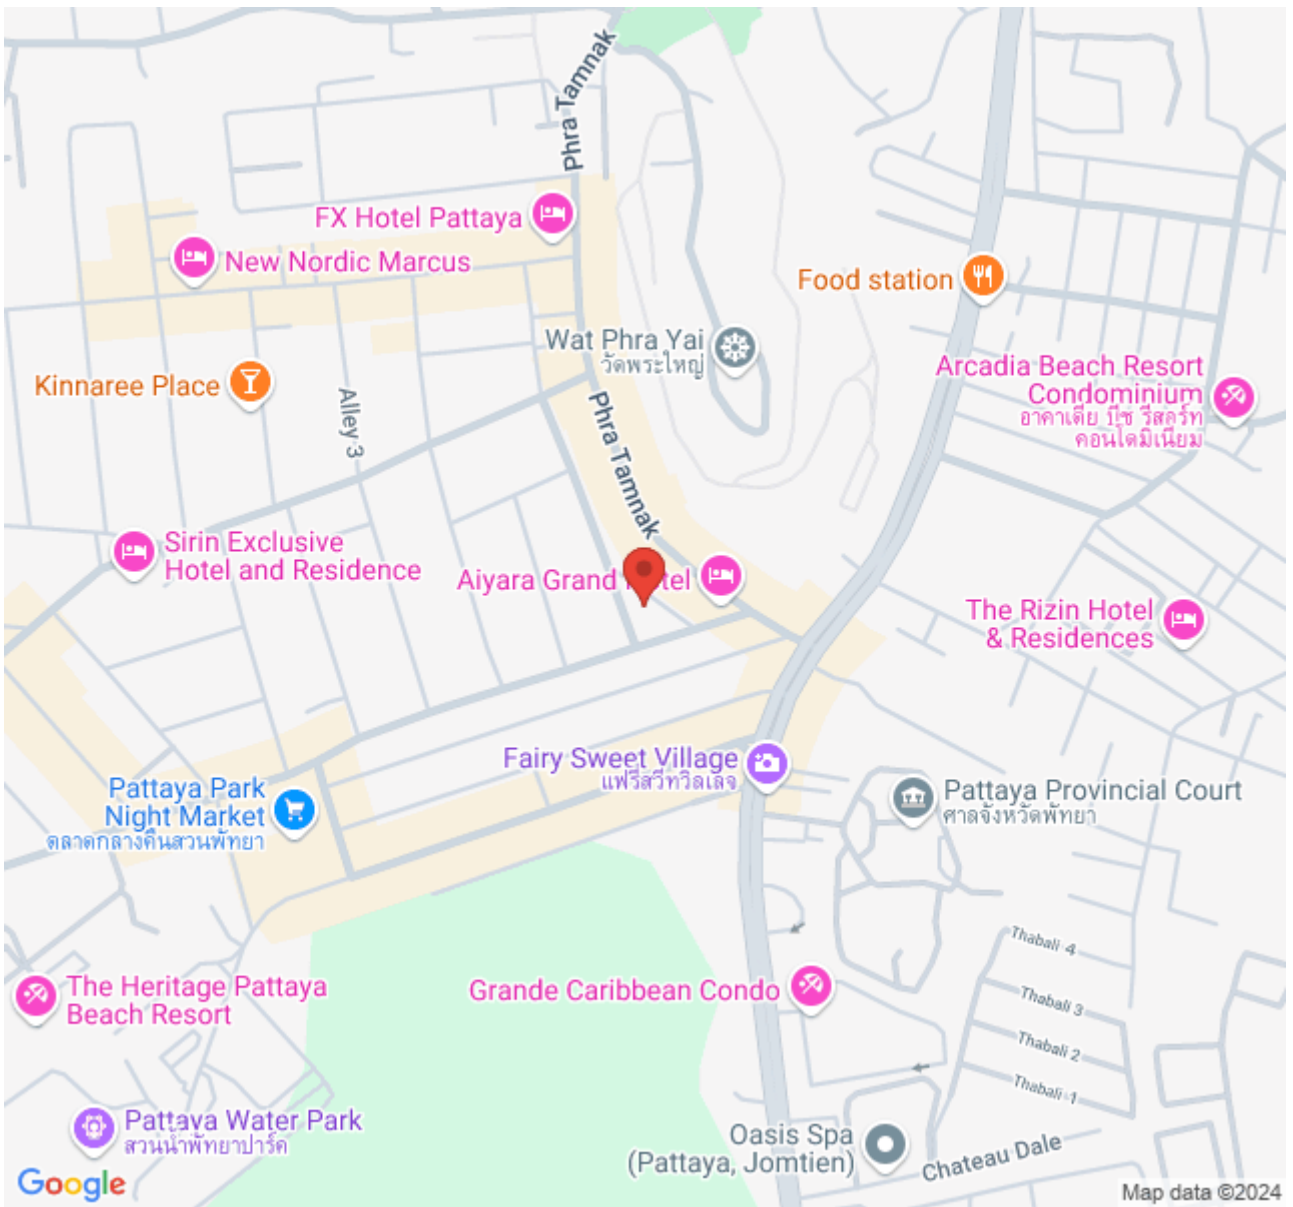 Phra Tamnak
FX Hotel Pattaya
New Nordic Marcus
Food station
Wat Phra Yai
วัดพระใหญ่
Arcadia Beach Resort
Condominium
อาคาเดีย บีช รีสอร์ท
คอนโดมิเนียม
Kinnaree Place
Alley 3
Phra Tamnak
Sirin Exclusive
Hotel and Residence
Aiyara Grand Hotel
The Rizin Hotel
& Residences
Fairy Sweet Village
แฟรี่สวีทวิลเลจ
Pattaya Park
Night Market
ตลาดกลางคืนสวนพัทยา
Pattaya Provincial Court
ศาลจังหวัดพัทยา
Thabali 4
The Heritage Pattaya
Beach Resort
Grande Caribbean Condo
Thabali 3
Thabali 2
Thabali 1
Pattaya Water Park
สวนน้ำพัทยาปาร์ค
Oasis Spa
(Pattaya, Jomtien)
Chateau Dale
Google
Map data ©2024